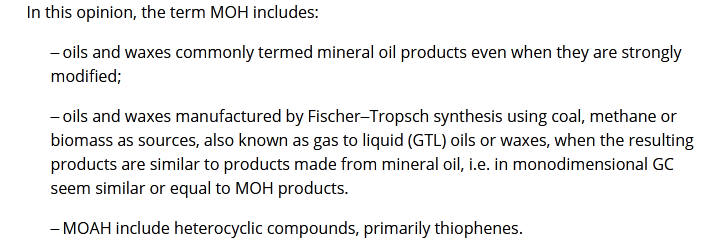 In this opinion, the term MOH includes:
– oils and waxes commonly termed mineral oil products even when they are strongly
modified;
– oils and waxes manufactured by Fischer–Tropsch synthesis using coal, methane or
biomass as sources, also known as gas to liquid (GTL) oils or waxes, when the resulting
products are similar to products made from mineral oil, i.e. in monodimensional GC
seem similar or equal to MOH products.
– MOAH include heterocyclic compounds, primarily thiophenes.